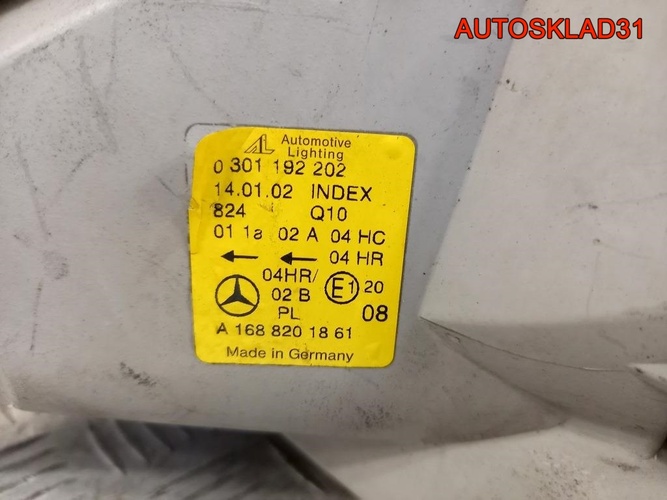 AUTOSKLAD31
AL Automotive
Lighting
0 301 192 202
14.01.02 INDEX
824 Q10
01 1a 02 A 04 HC
← ← 04 HR
04HR/
02 B E1 20
PL 08
A 168 820 18 61
Made in Germany